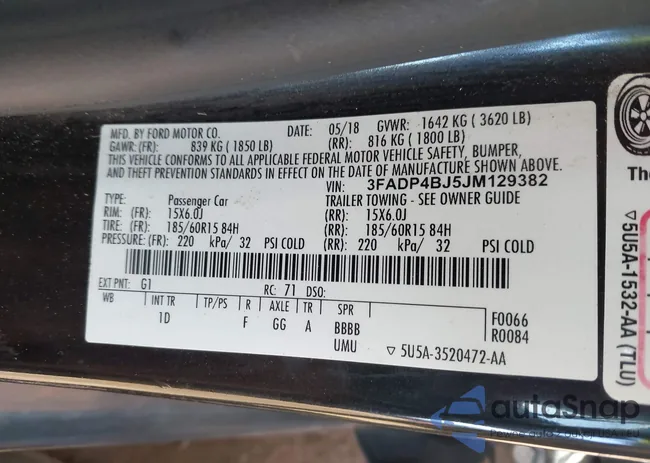 MFD. BY FORD MOTOR CO. DATE: 05/18 GVWR: 1642 KG ( 3620 LB)
GAWR: (FR): 839 KG ( 1850 LB) (RR): 816 KG ( 1800 LB)
THIS VEHICLE CONFORMS TO ALL APPLICABLE FEDERAL MOTOR VEHICLE SAFETY, BUMPER,
AND THEFT PREVENTION STANDARDS IN EFFECT ON THE DATE OF MANUFACTURE SHOWN ABOVE.
VIN: 3FADP4BJ5JM129382
TYPE: Passenger Car TRAILER TOWING - SEE OWNER GUIDE
RIM: (FR): 15X6.0J (RR): 15X6.0J
TIRE: (FR): 185/60R15 84H (RR): 185/60R15 84H
PRESSURE: (FR): 220 kPa/ 32 PSI COLD (RR): 220 kPa/ 32 PSI COLD
EXT PNT: G1 RC: 71 DSO:
WB INT TR TP/PS R AXLE TR SPR F0066
1D F GG A BBBB R0084
UMU ▽5U5A-3520472-AA
The
▽5U5A-1532-AA (TLU)
autoSnap